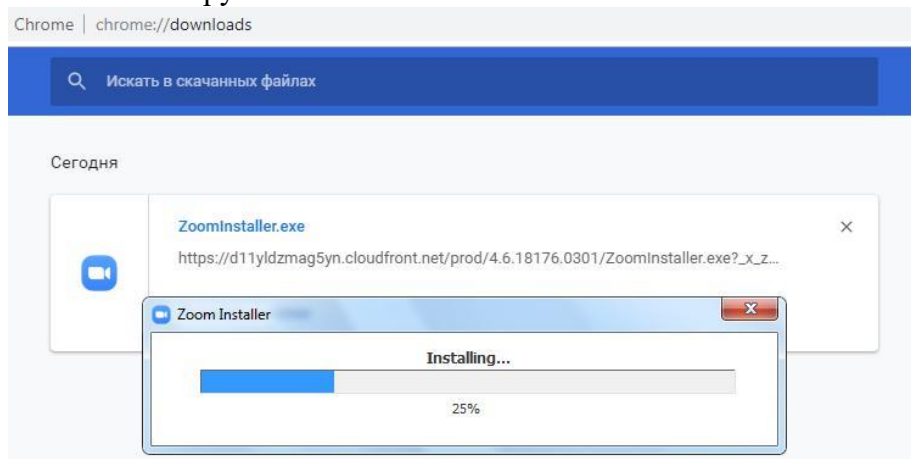 Chrome | chrome://downloads
Искать в скачанных файлах
Сегодня
ZoomInstaller.exe
https://d11yldzmag5yn.cloudfront.net/prod/4.6.18176.0301/ZoomInstaller.exe?_x_z...
Zoom Installer
Installing...
25%